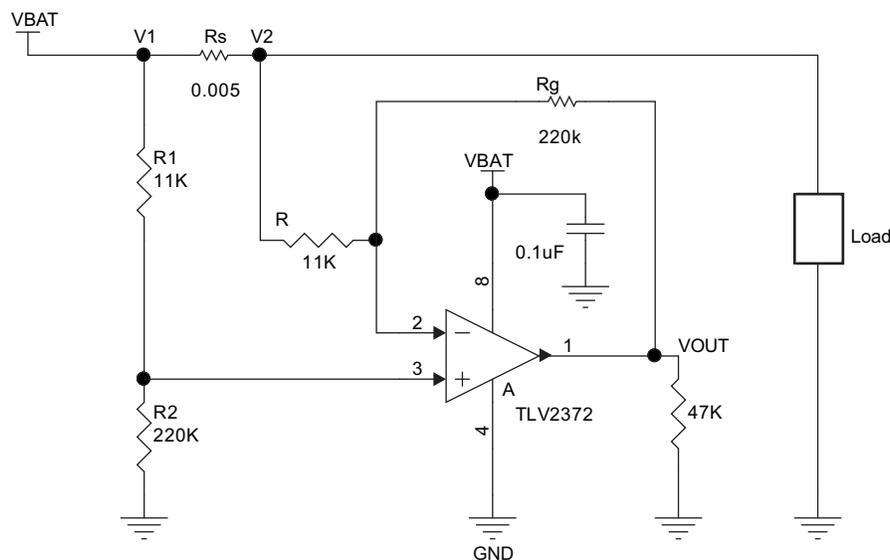 VBAT
V1
Rs
V2
0.005
Rg
220k
VBAT
R1
11K
R
11K
0.1uF
8
Load
2
−
1
VOUT
3
+
A
TLV2372
R2
220K
4
47K
GND